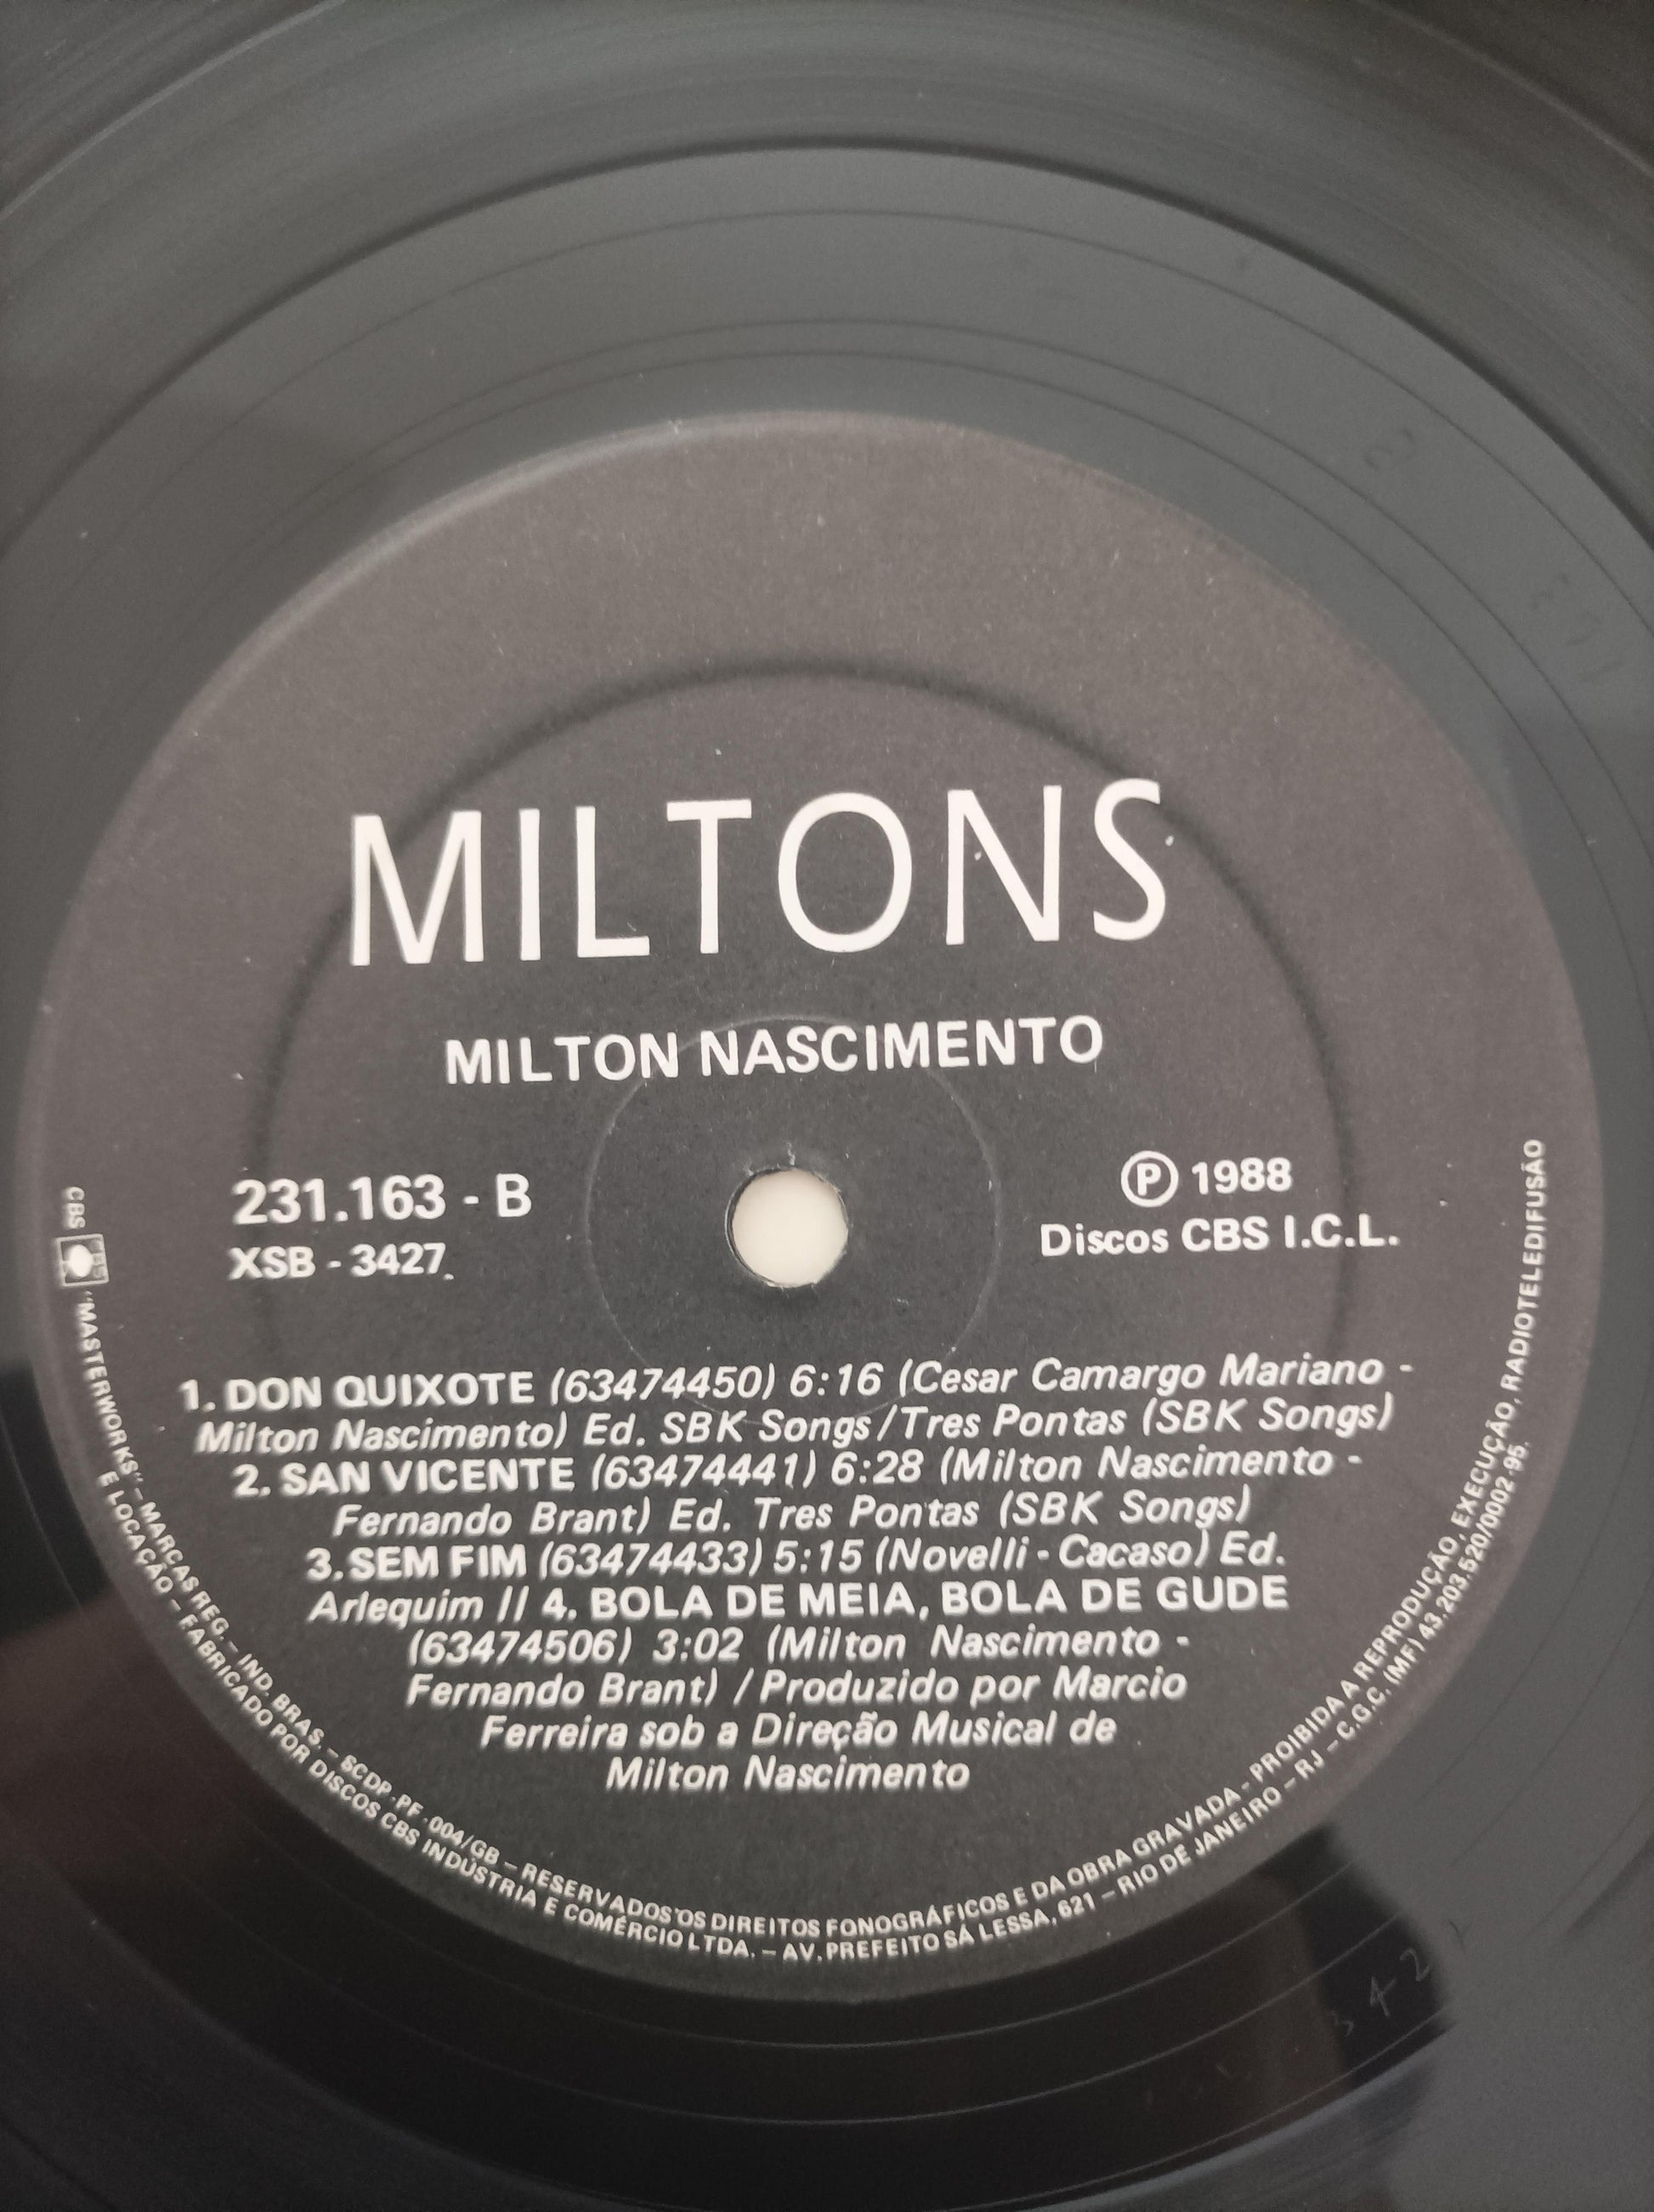 MILTONS
MILTON NASCIMENTO
231.163 - B
XSB - 3427
Ⓟ 1988
Discos CBS I.C.L.
1. DON QUIXOTE (63474450) 6:16 (Cesar Camargo Mariano -
Milton Nascimento) Ed. SBK Songs/Tres Pontas (SBK Songs)
2. SAN VICENTE (63474441) 6:28 (Milton Nascimento -
Fernando Brant) Ed. Tres Pontas (SBK Songs)
3. SEM FIM (63474433) 5:15 (Novelli - Cacaso) Ed.
Arlequim // 4. BOLA DE MEIA, BOLA DE GUDE
(63474506) 3:02 (Milton Nascimento -
Fernando Brant) / Produzido por Marcio
Ferreira sob a Direção Musical de
Milton Nascimento
CBS "MASTERWORKS" - MARCAS REG. - IND. BRAS. - SCDP-PF-004/GB - RESERVADOS OS DIREITOS FONOGRÁFICOS E DA OBRA GRAVADA - PROIBIDA A REPRODUÇÃO, EXECUÇÃO, RADIOTELEDIFUSÃO
E LOCAÇÃO - FABRICADO POR DISCOS CBS INDÚSTRIA E COMÉRCIO LTDA. - AV. PREFEITO SÁ LESSA, 621 - RIO DE JANEIRO - RJ - C.G.C. (MF) 43.203.520/0002-95.